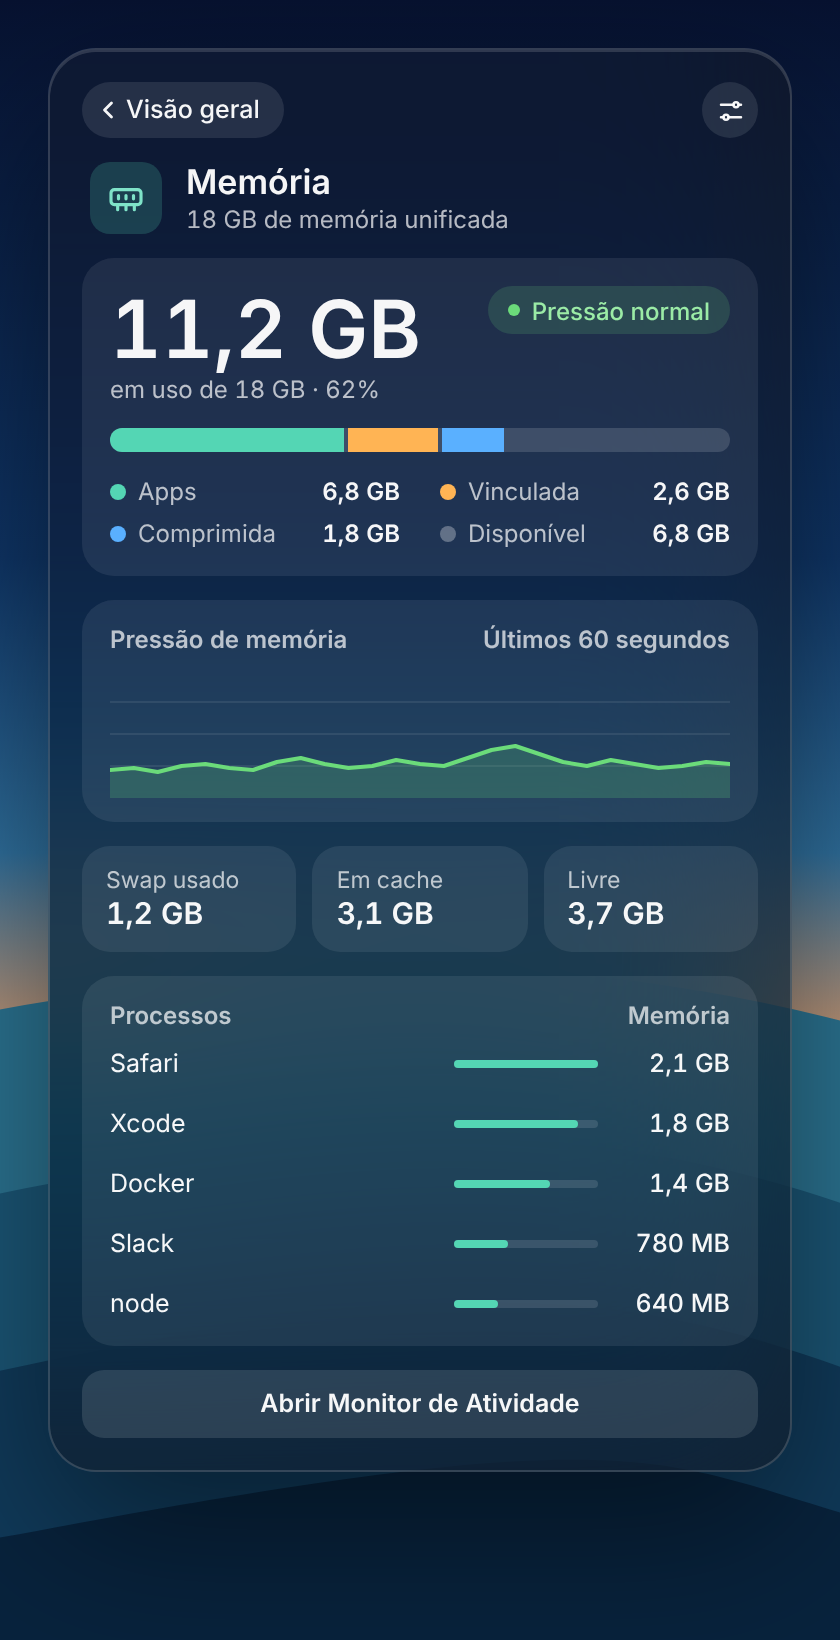 Visão geral
Memória
18 GB de memória unificada
11,2 GB
Pressão normal
em uso de 18 GB · 62%
Apps 6,8 GB Vinculada 2,6 GB
Comprimida 1,8 GB Disponível 6,8 GB
Pressão de memória Últimos 60 segundos
Swap usado Em cache Livre
1,2 GB 3,1 GB 3,7 GB
Processos Memória
Safari 2,1 GB
Xcode 1,8 GB
Docker 1,4 GB
Slack 780 MB
node 640 MB
Abrir Monitor de Atividade